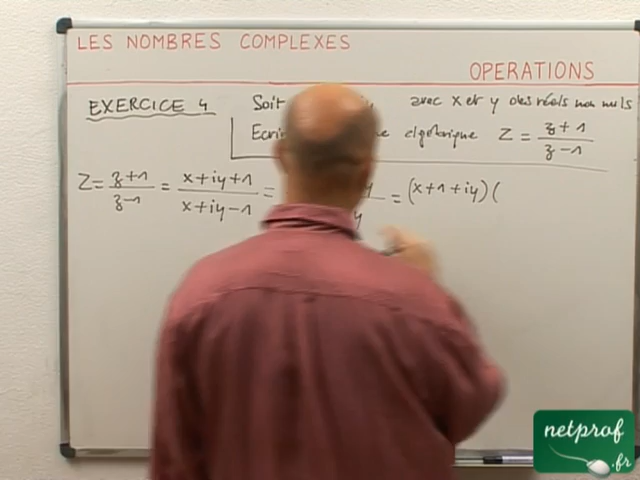 LES NOMBRES COMPLEXES
OPERATIONS
EXERCICE 4 Soit avec x et y des réels non nuls
Ecri e algébrique Z = (z+1)/(z-1)
Z = (z+1)/(z-1) = (x+iy+1)/(x+iy-1) = y/y = (x+1+iy)(
netprof
.fr